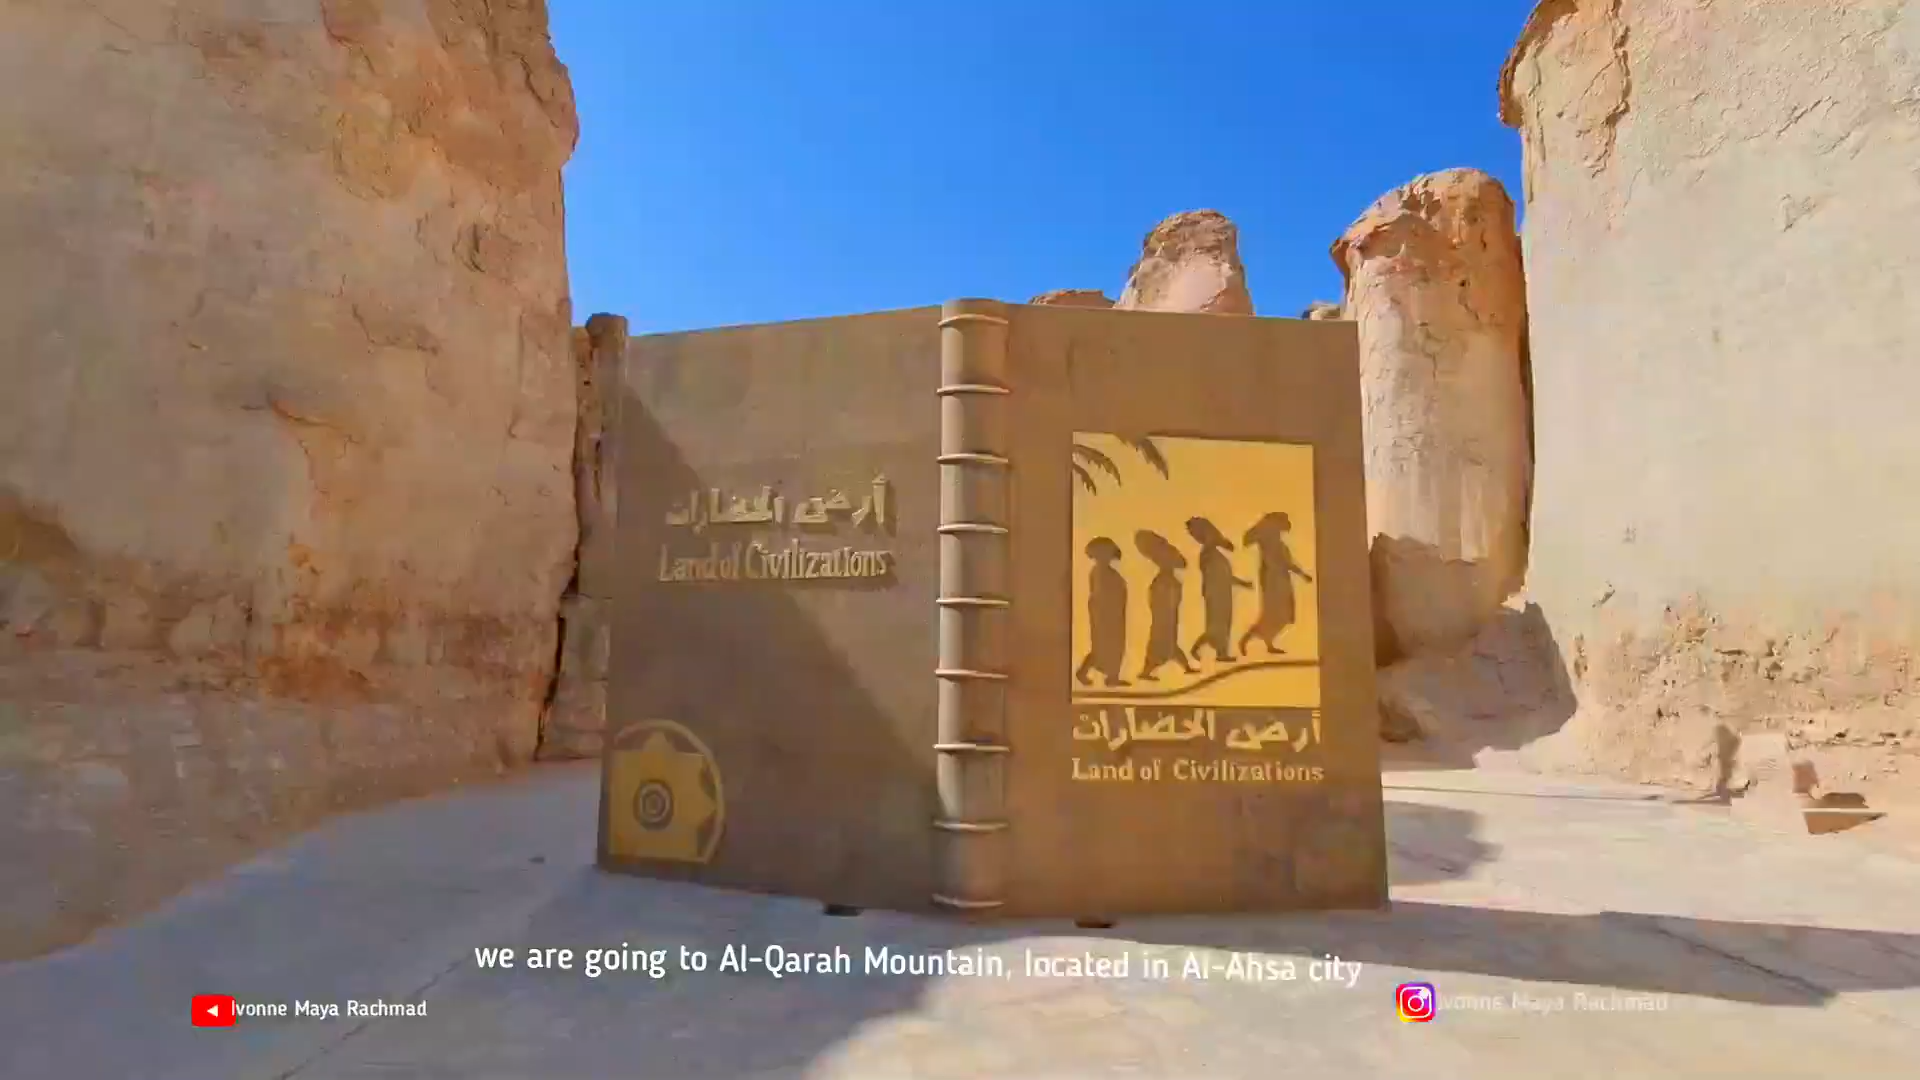 أرض الحضارات
Land of Civilizations
أرض الحضارات
Land of Civilizations
we are going to Al-Qarah Mountain, located in Al-Ahsa city
Ivonne Maya Rachmad
Ivonne Maya Rachmad